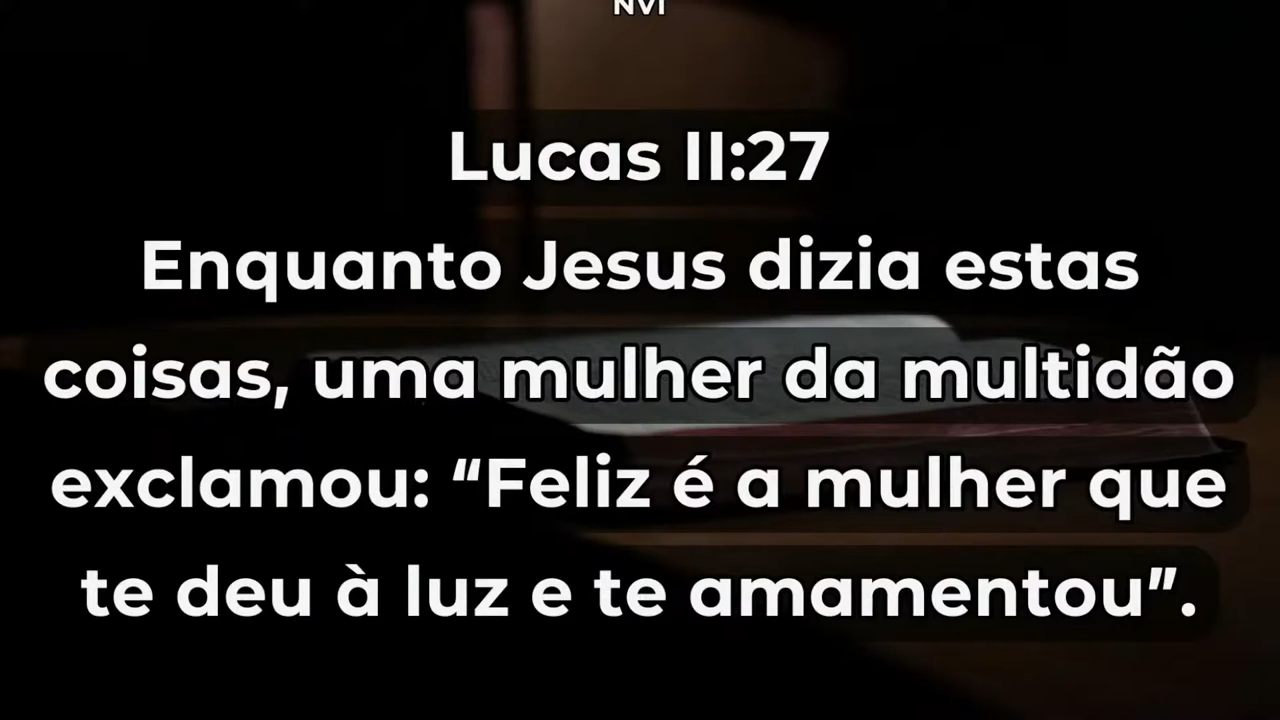 NVI
Lucas 11:27
Enquanto Jesus dizia estas
coisas, uma mulher da multidão
exclamou: “Feliz é a mulher que
te deu à luz e te amamentou”.